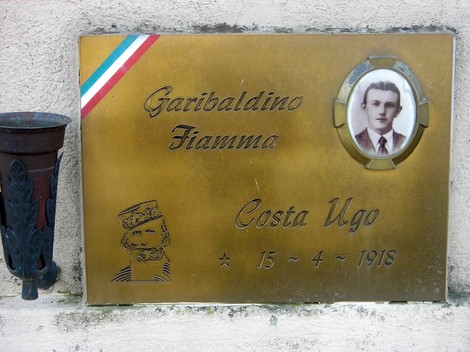 Garibaldino
Fiamma
Costa Ugo
★ 15 ~ 4 ~ 1918